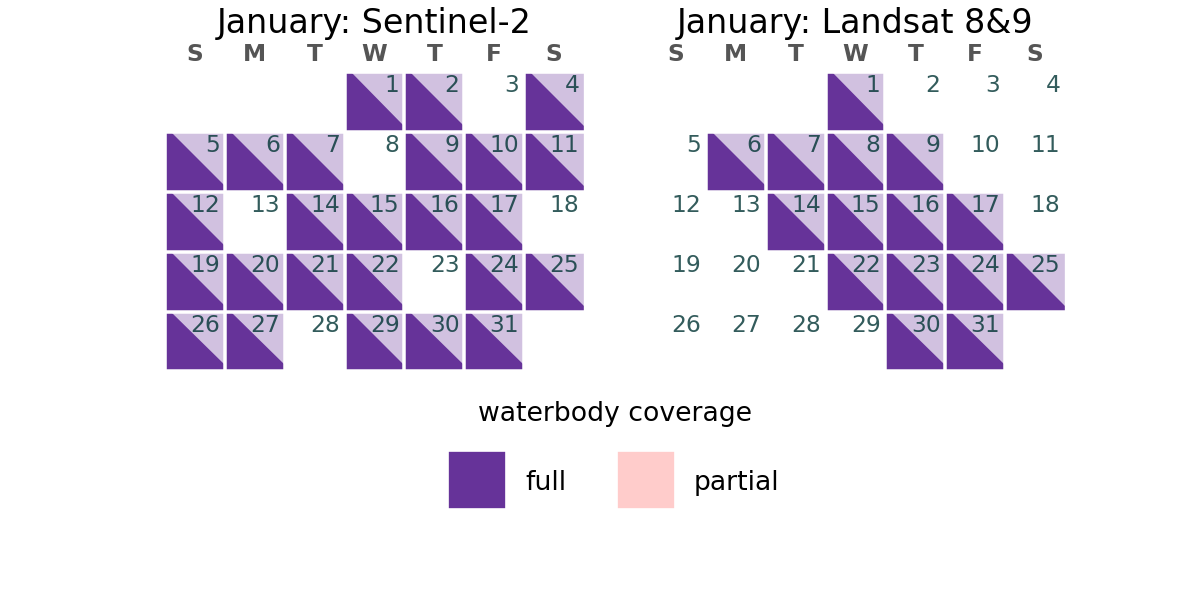 January: Sentinel-2
S M T W T F S
1 2 3 4
5 6 7 8 9 10 11
12 13 14 15 16 17 18
19 20 21 22 23 24 25
26 27 28 29 30 31
January: Landsat 8&9
S M T W T F S
1 2 3 4
5 6 7 8 9 10 11
12 13 14 15 16 17 18
19 20 21 22 23 24 25
26 27 28 29 30 31
waterbody coverage
full partial